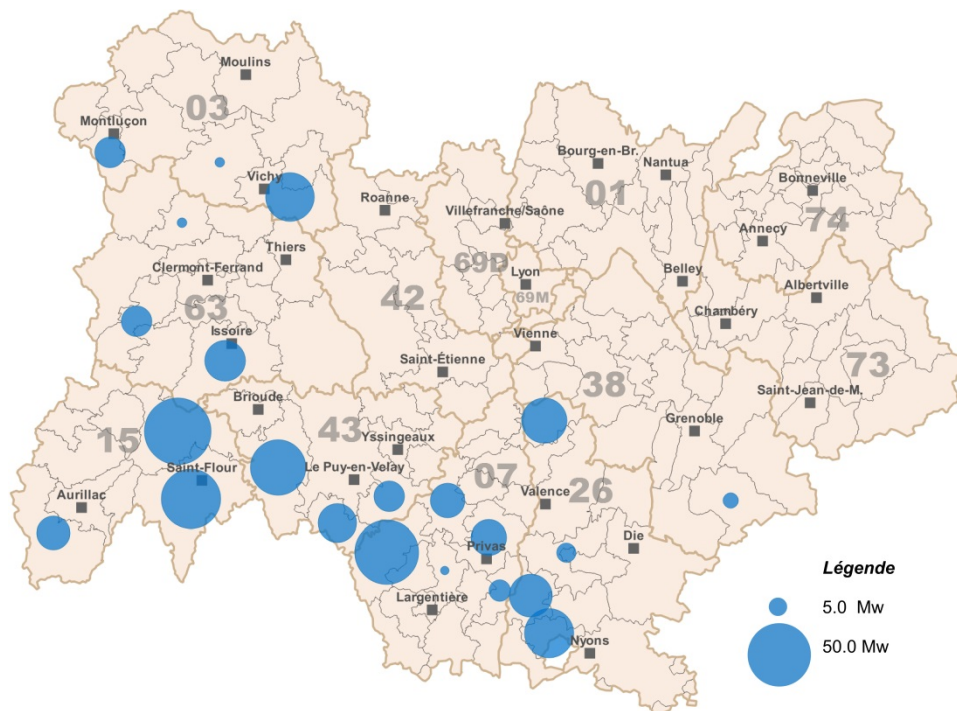 Moulins
03
Montluçon
Vichy
Bourg-en-Br.
Nantua
Bonneville
01
Roanne
Villefranche/Saône
74
Annecy
Thiers
69D
Clermont-Ferrand
Lyon
Belley
Albertville
63
42
69M
Chambéry
Issoire
Vienne
Saint-Étienne
38
73
Saint-Jean-de-M.
Brioude
Grenoble
15
43
Yssingeaux
Saint-Flour
Le Puy-en-Velay
07
Valence
26
Aurillac
Die
Privas
Légende
5.0 Mw
Largentière
50.0 Mw
Nyons